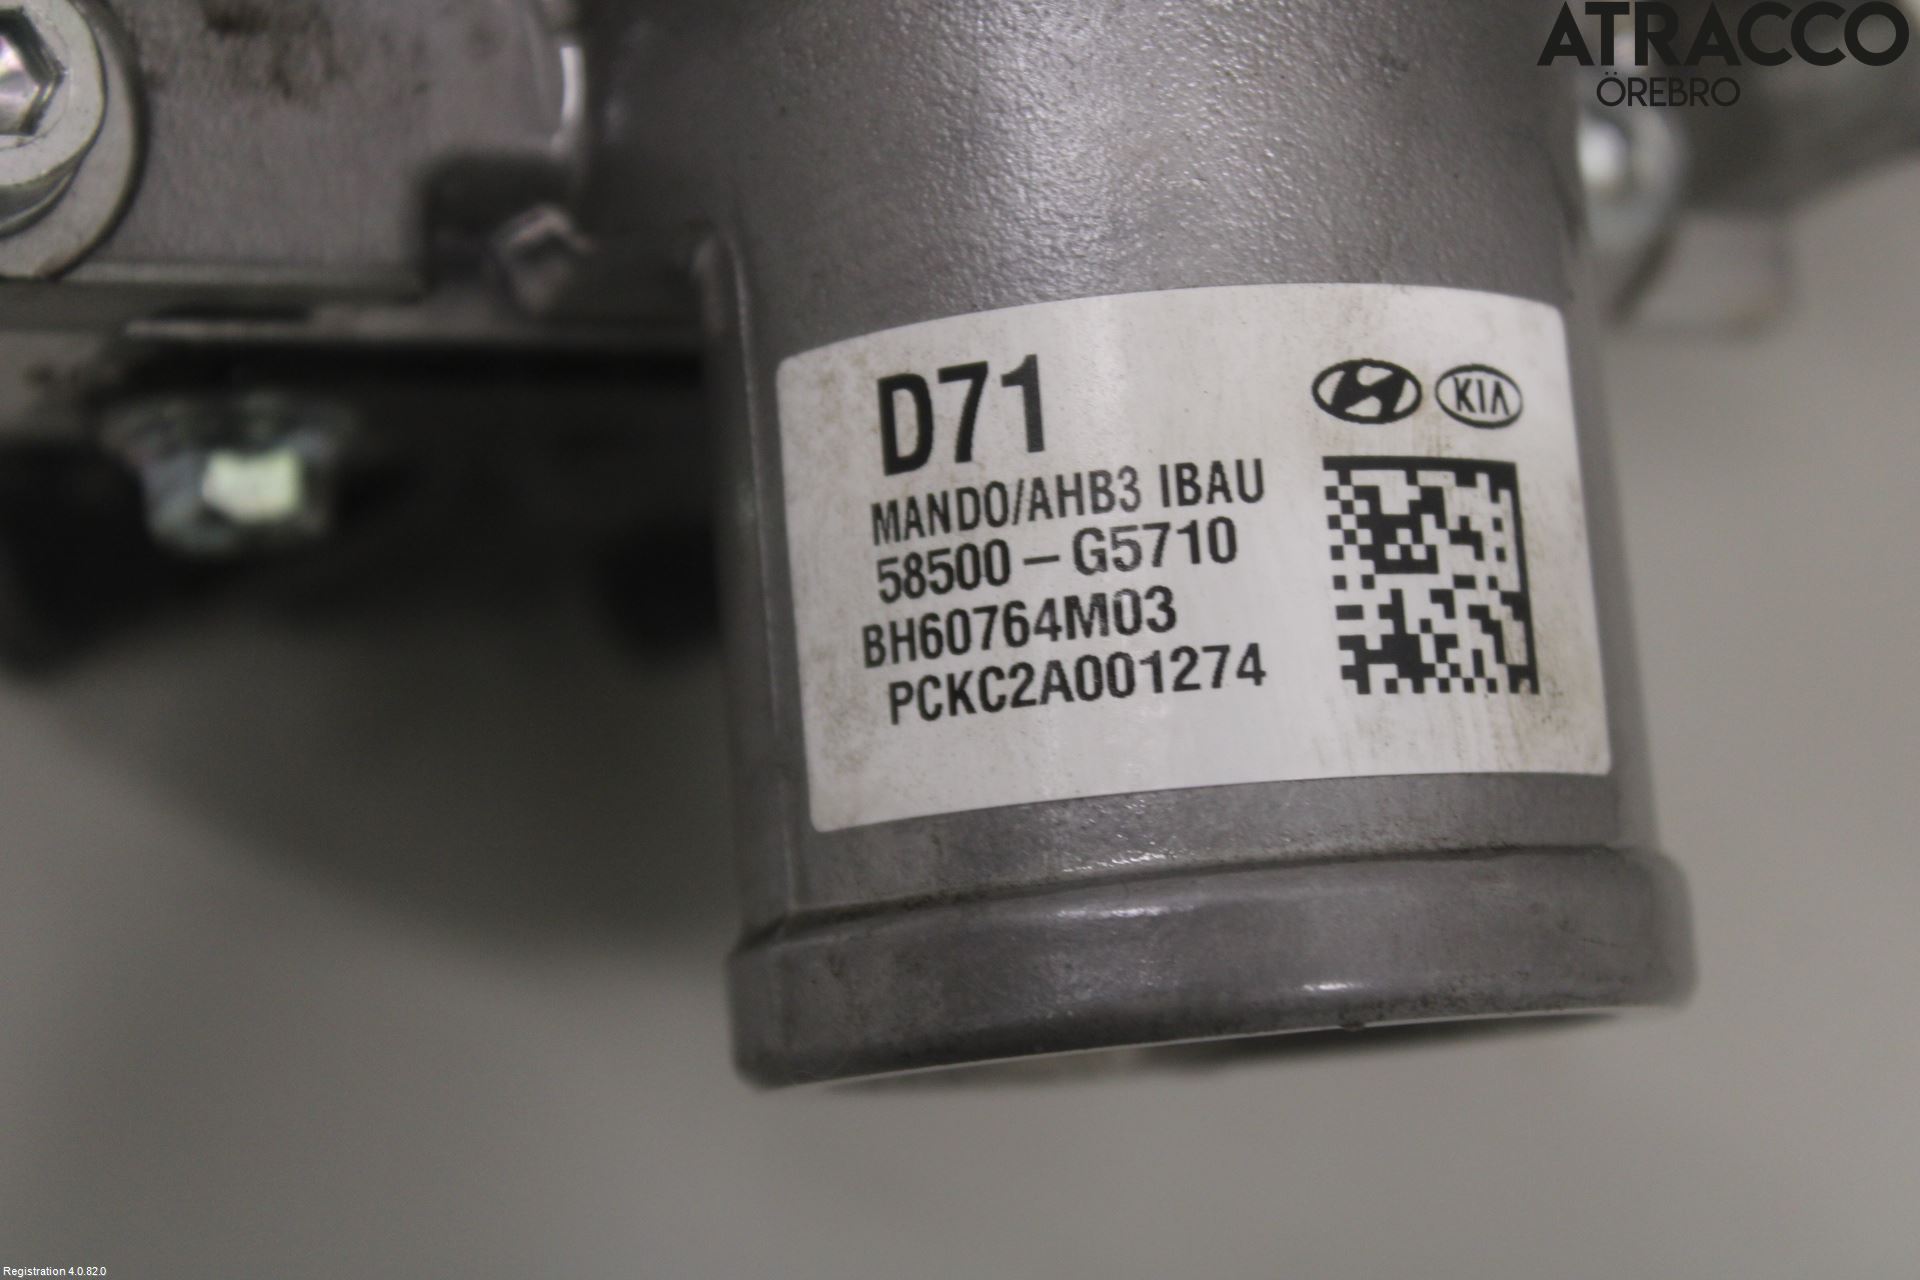 ATRACCO
ÖREBRO
D71
KIA
MANDO/AHB3 IBAU
58500-G5710
BH60764M03
PCKC2A001274
Registration 4.0.82.0